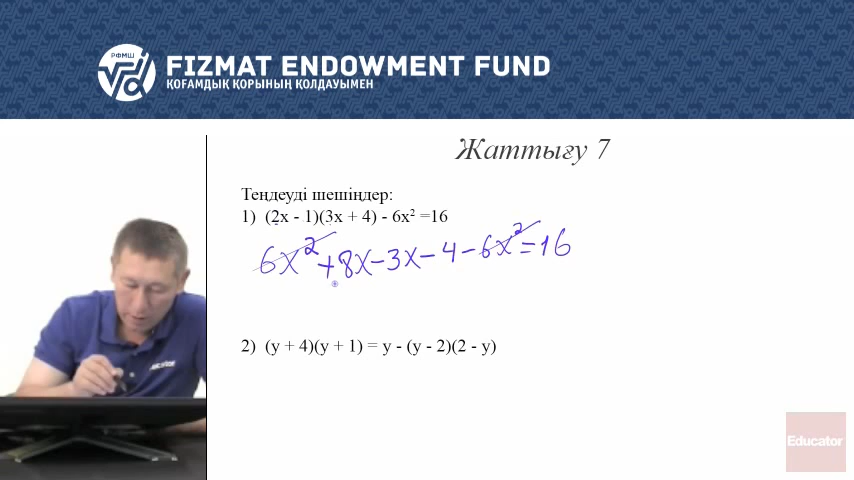 РФМШ
FIZMAT ENDOWMENT FUND
ҚОҒАМДЫҚ ҚОРЫНЫҢ ҚОЛДАУЫМЕН
Жаттығу 7
Теңдеуді шешіңдер:
1) (2x - 1)(3x + 4) - 6x² =16
6x² + 8x - 3x - 4 - 6x² = 16
2) (y + 4)(y + 1) = y - (y - 2)(2 - y)
Educator